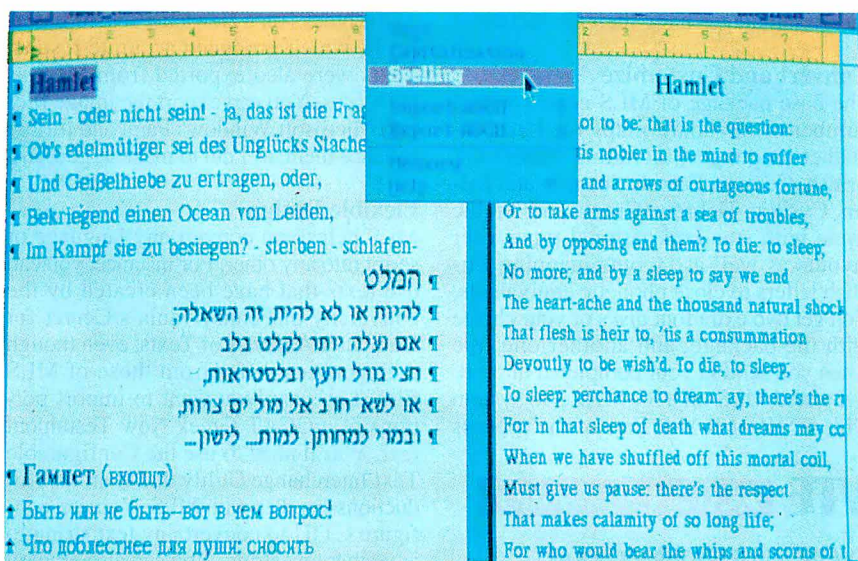 Spelling
Hamlet
Sein - oder nicht sein! - ja, das ist die Frag
Ob's edelmütiger sei des Unglücks Stache
Und Geißelhiebe zu ertragen, oder,
Bekriegend einen Ocean von Leiden,
Im Kampf sie zu besiegen? - sterben - schlafen-
המלט
להיות או לא להית, זה השאלה;
אם נעלה יותר לקלט בלב
חצי גורל רועץ ובלסטראות,
או לשא־חרב אל מול ים צרות,
ובמרי למחותן. למות... לישון...
Гамлет (входит)
Быть или не быть--вот в чем вопрос!
Что доблестнее для души: сносить
Hamlet
ot to be: that is the question:
tis nobler in the mind to suffer
and arrows of ourtageous fortune,
Or to take arms against a sea of troubles,
And by opposing end them? To die: to sleep;
No more; and by a sleep to say we end
The heart-ache and the thousand natural shock
That flesh is heir to, 'tis a consummation
Devoutly to be wish'd. To die, to sleep;
To sleep: perchance to dream: ay, there's the r
For in that sleep of death what dreams may co
When we have shuffled off this mortal coil,
Must give us pause: there's the respect
That makes calamity of so long life;
For who would bear the whips and scorns of t